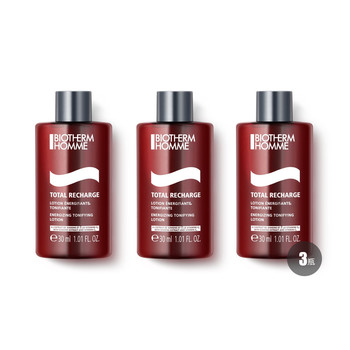 BIOTHERM
HOMME
TOTAL RECHARGE
LOTION ÉNERGISANTE
TONIFIANTE
ENERGIZING TONIFYING
LOTION
30 ml 1.01 FL. OZ.
BIOTHERM
HOMME
TOTAL RECHARGE
LOTION ÉNERGISANTE
TONIFIANTE
ENERGIZING TONIFYING
LOTION
30 ml 1.01 FL. OZ.
BIOTHERM
HOMME
TOTAL RECHARGE
LOTION ÉNERGISANTE
TONIFIANTE
ENERGIZING TONIFYING
LOTION
30 ml 1.01 FL. OZ.
3